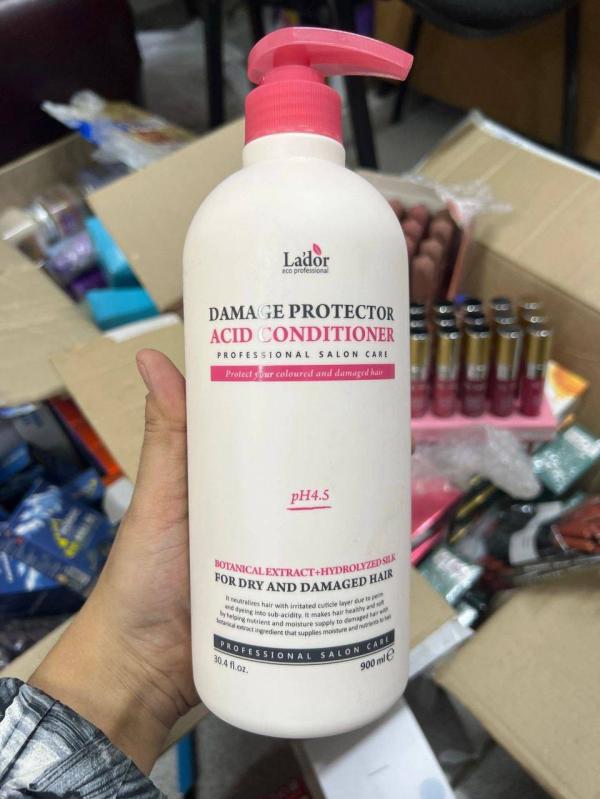 La'dor
eco professional
DAMAGE PROTECTOR
ACID CONDITIONER
PROFESSIONAL SALON CARE
Protect your coloured and damaged hair
pH4.5
BOTANICAL EXTRACT+HYDROLYZED SILK
FOR DRY AND DAMAGED HAIR
It neutralizes hair with irritated cuticle layer due to perm
and dyeing into sub-acidity. It makes hair healthy and soft
by helping nutrient and moisture supply to damaged hair with
botanical extract ingredient that supplies moisture and nutrients to hair.
PROFESSIONAL SALON CARE
30.4 fl.oz.
900 ml ℮